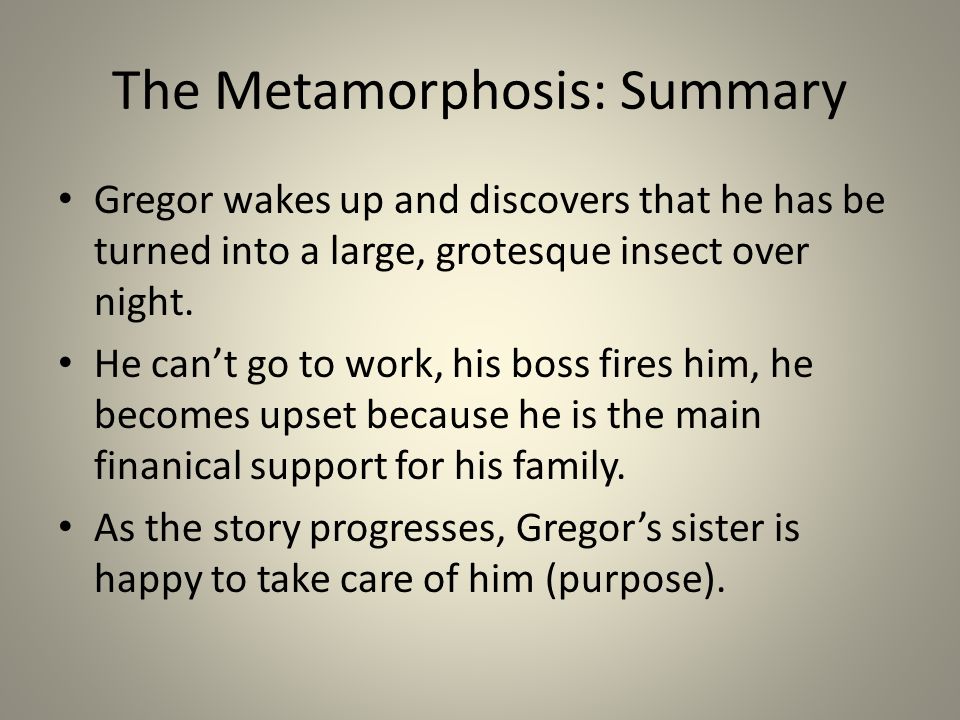 The Metamorphosis: Summary
• Gregor wakes up and discovers that he has be
turned into a large, grotesque insect over
night.
• He can’t go to work, his boss fires him, he
becomes upset because he is the main
finanical support for his family.
• As the story progresses, Gregor’s sister is
happy to take care of him (purpose).